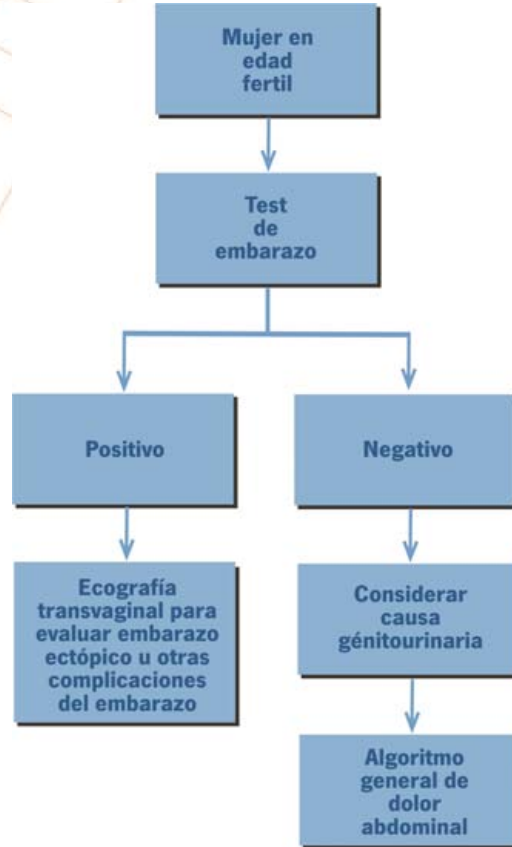 Mujer en
edad
fertil
Test
de
embarazo
Positivo
Negativo
Ecografía
transvaginal para
evaluar embarazo
ectópico u otras
complicaciones
del embarazo
Considerar
causa
génitourinaria
Algoritmo
general de
dolor
abdominal